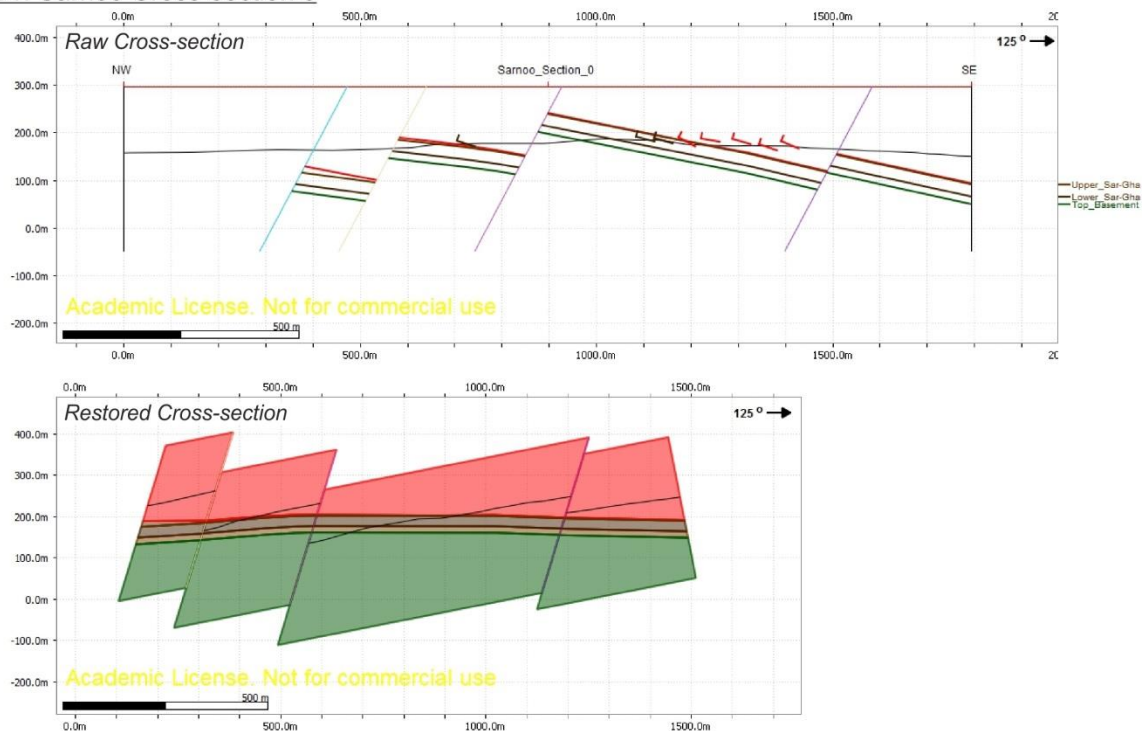 0.0m 500.0m 1000.0m 1500.0m
400.0m
Raw Cross-section
125 °
NW
Sarnoo_Section_0
SE
300.0m
200.0m
100.0m
Upper_Sar-Gha
Lower_Sar-Gha
Top_Basement
0.0m
-100.0m
Academic License. Not for commercial use
-200.0m
500 m
0.0m 500.0m 1000.0m 1500.0m
0.0m 500.0m 1000.0m 1500.0m
Restored Cross-section
125 °
400.0m
300.0m
200.0m
100.0m
0.0m
-100.0m
Academic License. Not for commercial use
-200.0m
500 m
0.0m 500.0m 1000.0m 1500.0m